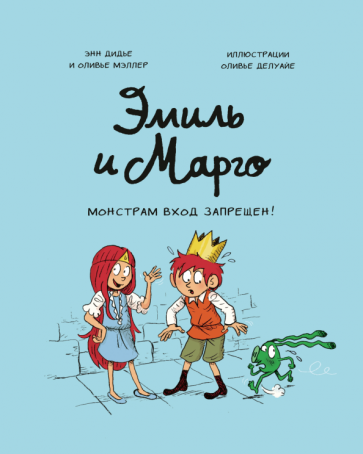 ЭНН ДИДЬЕ
И ОЛИВЬЕ МЭЛЛЕР
ИЛЛЮСТРАЦИИ
ОЛИВЬЕ ДЕЛУАЙЕ
Эмиль
и Марго
МОНСТРАМ ВХОД ЗАПРЕЩЕН!